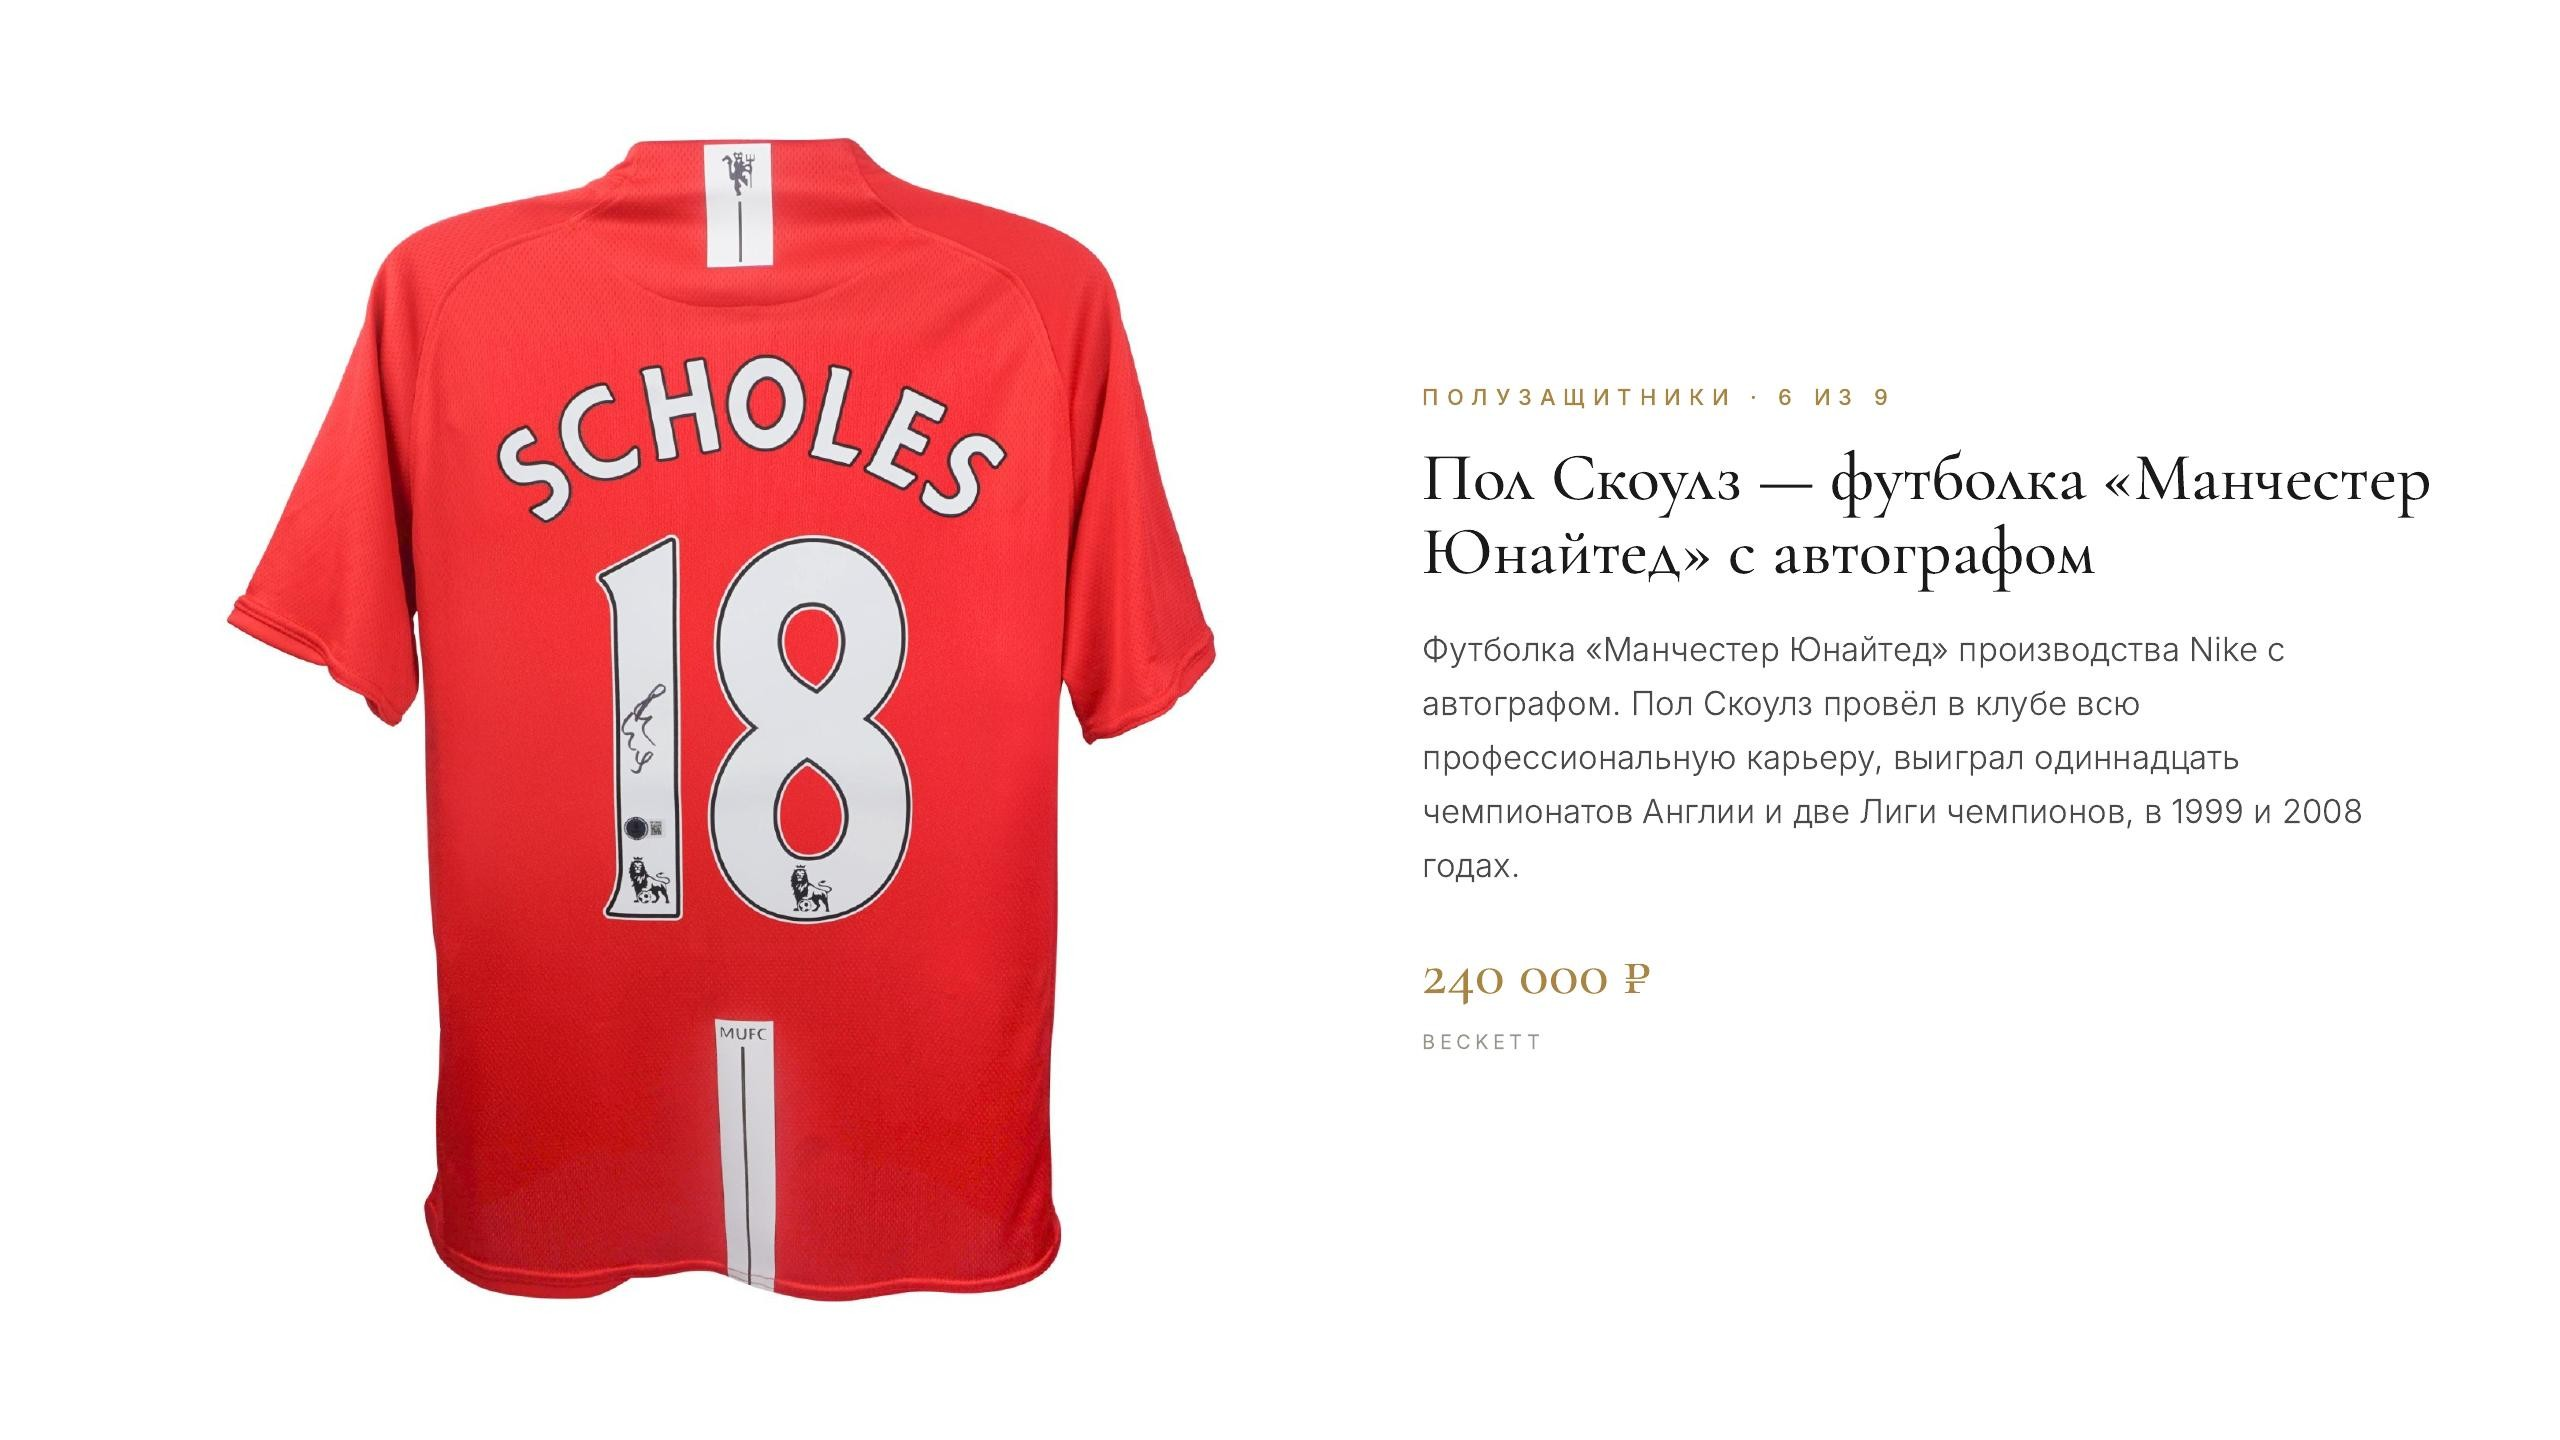 SCHOLES
18
MUFC
ПОЛУЗАЩИТНИКИ · 6 ИЗ 9
Пол Скоулз — футболка «Манчестер
Юнайтед» с автографом
Футболка «Манчестер Юнайтед» производства Nike с
автографом. Пол Скоулз провёл в клубе всю
профессиональную карьеру, выиграл одиннадцать
чемпионатов Англии и две Лиги чемпионов, в 1999 и 2008
годах.
240 000 ₽
BECKETT